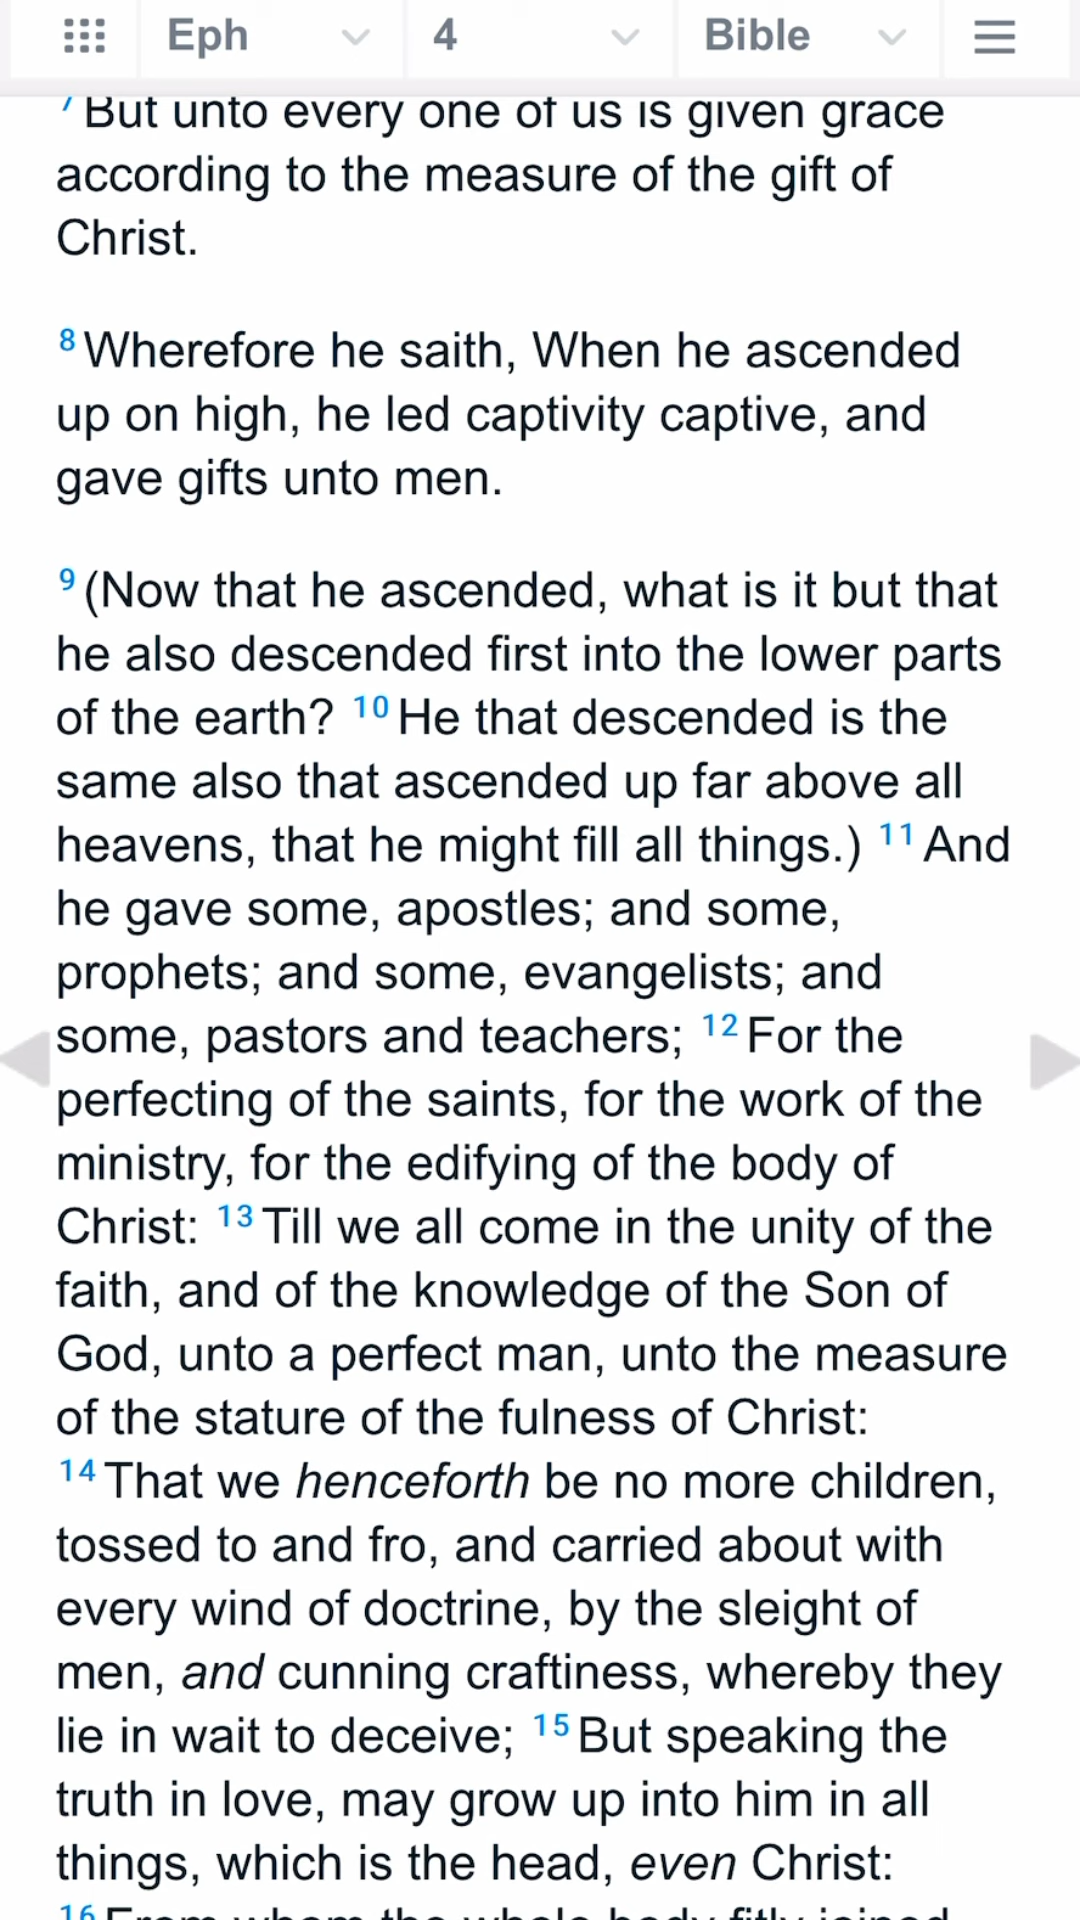 Eph 4 Bible
7 But unto every one of us is given grace
according to the measure of the gift of
Christ.
8 Wherefore he saith, When he ascended
up on high, he led captivity captive, and
gave gifts unto men.
9 (Now that he ascended, what is it but that
he also descended first into the lower parts
of the earth? 10 He that descended is the
same also that ascended up far above all
heavens, that he might fill all things.) 11 And
he gave some, apostles; and some,
prophets; and some, evangelists; and
some, pastors and teachers; 12 For the
perfecting of the saints, for the work of the
ministry, for the edifying of the body of
Christ: 13 Till we all come in the unity of the
faith, and of the knowledge of the Son of
God, unto a perfect man, unto the measure
of the stature of the fulness of Christ:
14 That we henceforth be no more children,
tossed to and fro, and carried about with
every wind of doctrine, by the sleight of
men, and cunning craftiness, whereby they
lie in wait to deceive; 15 But speaking the
truth in love, may grow up into him in all
things, which is the head, even Christ:
16 From whom the whole body fitly joined